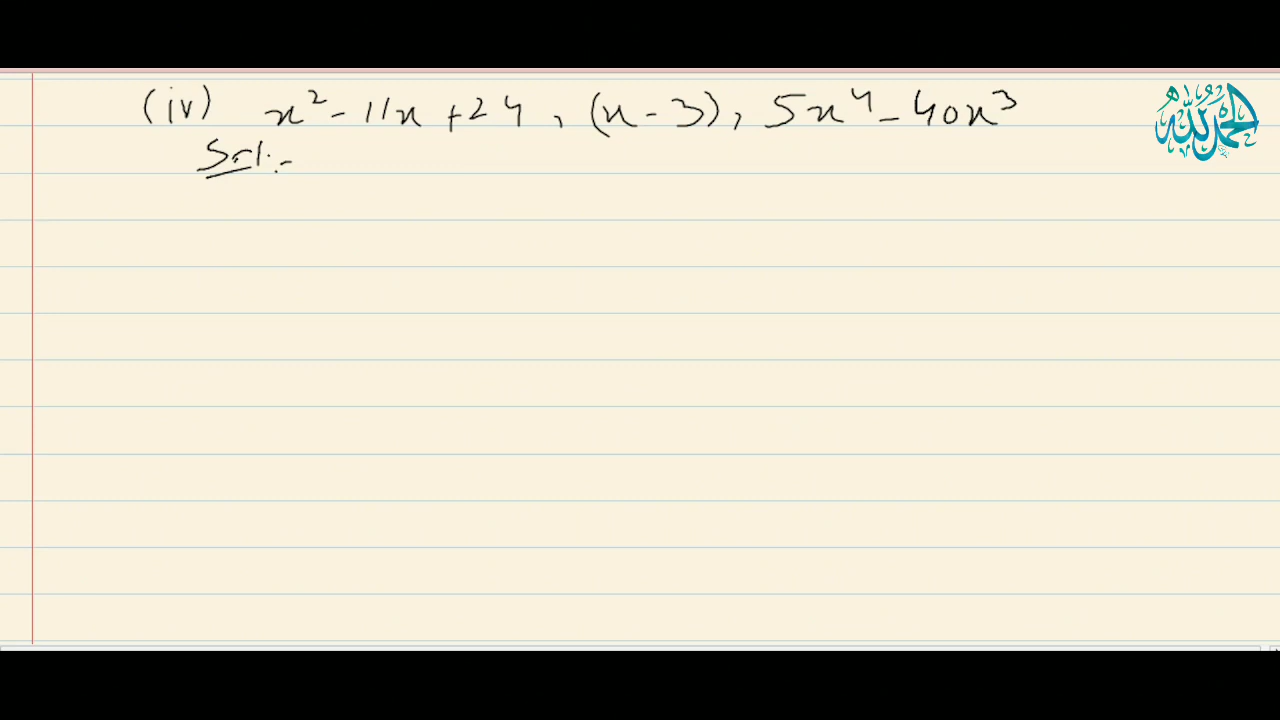 (iv) x² - 11x + 24 , (x - 3) , 5x⁴ - 40x³
Sol:-
الحمد لله